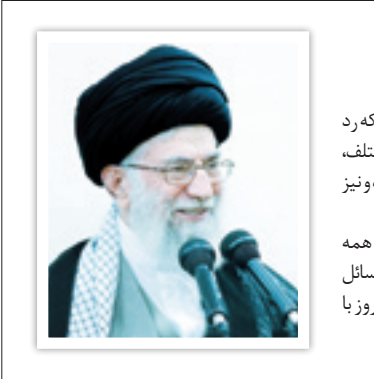 که رد
تلف،
ونیز
همه
سائل
روز با